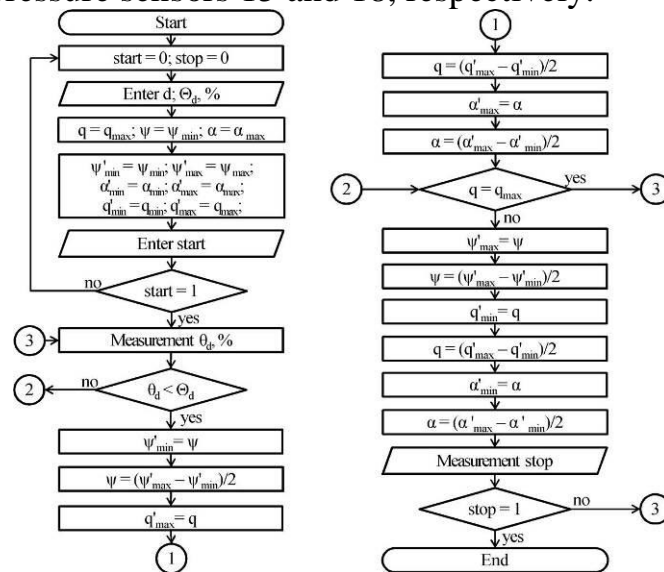 ressure sensors 15 and 16, respectively.
Start
start = 0; stop = 0
Enter d; Θd, %
q = qmax; ψ = ψmin; α = αmax
ψ'min = ψmin; ψ'max = ψmax;
α'min = αmin; α'max = αmax;
q'min = qmin; q'max = qmax;
Enter start
no
start = 1
yes
3
Measurement θd, %
2
no
θd < Θd
yes
ψ'min = ψ
ψ = (ψ'max – ψ'min)/2
q'max = q
1
1
q = (q'max – q'min)/2
α'max = α
α = (α'max – α'min)/2
2
q = qmax
yes
3
no
ψ'max = ψ
ψ = (ψ'max – ψ'min)/2
q'min = q
q = (q'max – q'min)/2
α'min = α
α = (α'max – α'min)/2
Measurement stop
stop = 1
no
3
yes
End